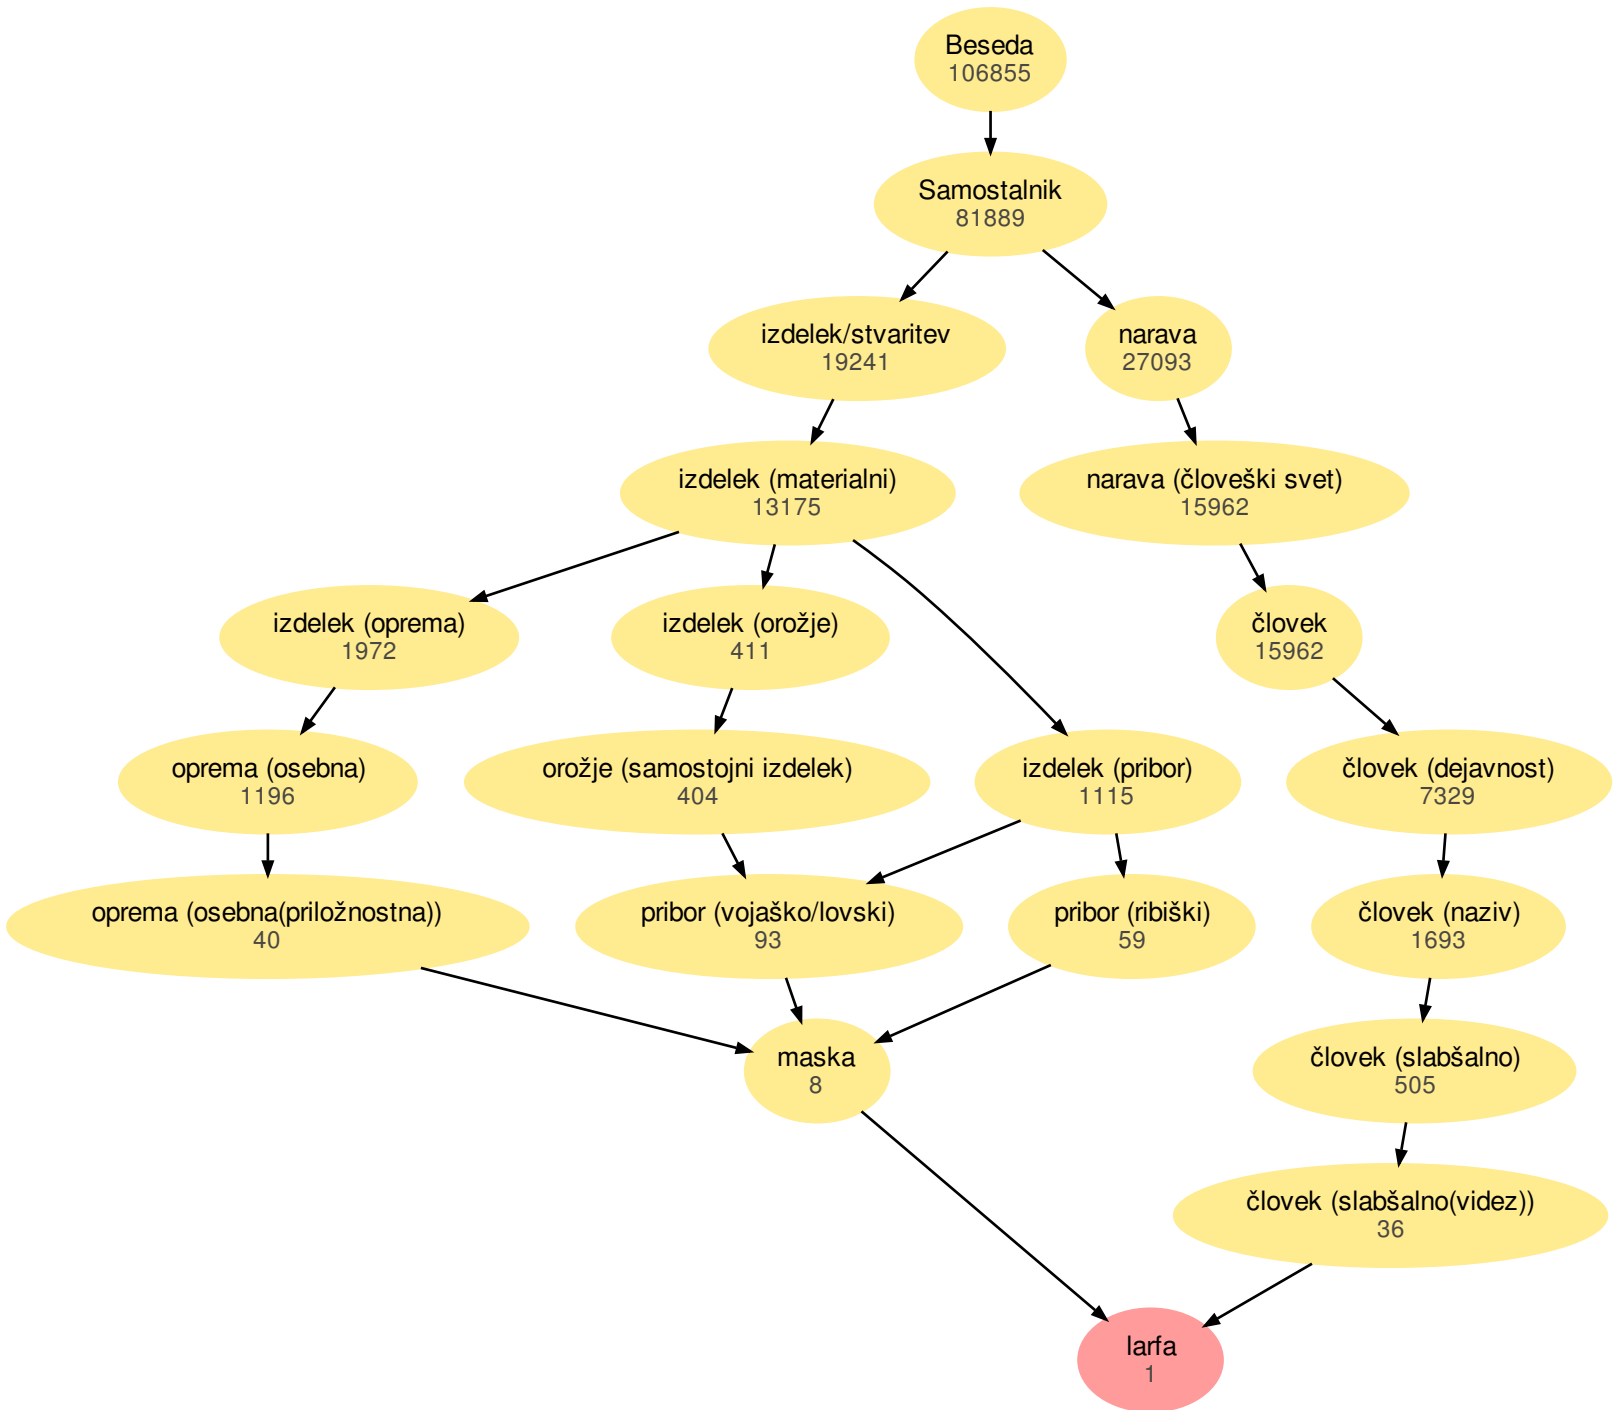 Beseda
106855
Samostalnik
81889
izdelek/stvaritev
19241
narava
27093
izdelek (materialni)
13175
narava (človeški svet)
15962
izdelek (oprema)
1972
izdelek (orožje)
411
človek
15962
oprema (osebna)
1196
orožje (samostojni izdelek)
404
izdelek (pribor)
1115
človek (dejavnost)
7329
oprema (osebna(priložnostna))
40
pribor (vojaško/lovski)
93
pribor (ribiški)
59
človek (naziv)
1693
maska
8
človek (slabšalno)
505
človek (slabšalno(videz))
36
larfa
1